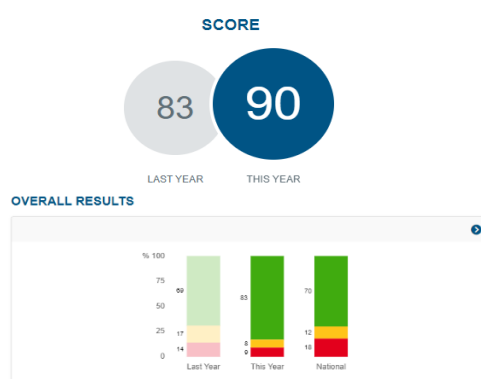 SCORE
83
90
LAST YEAR
THIS YEAR
OVERALL RESULTS
% 100
75
50
25
0
69
17
14
83
8
9
70
12
18
Last Year
This Year
National